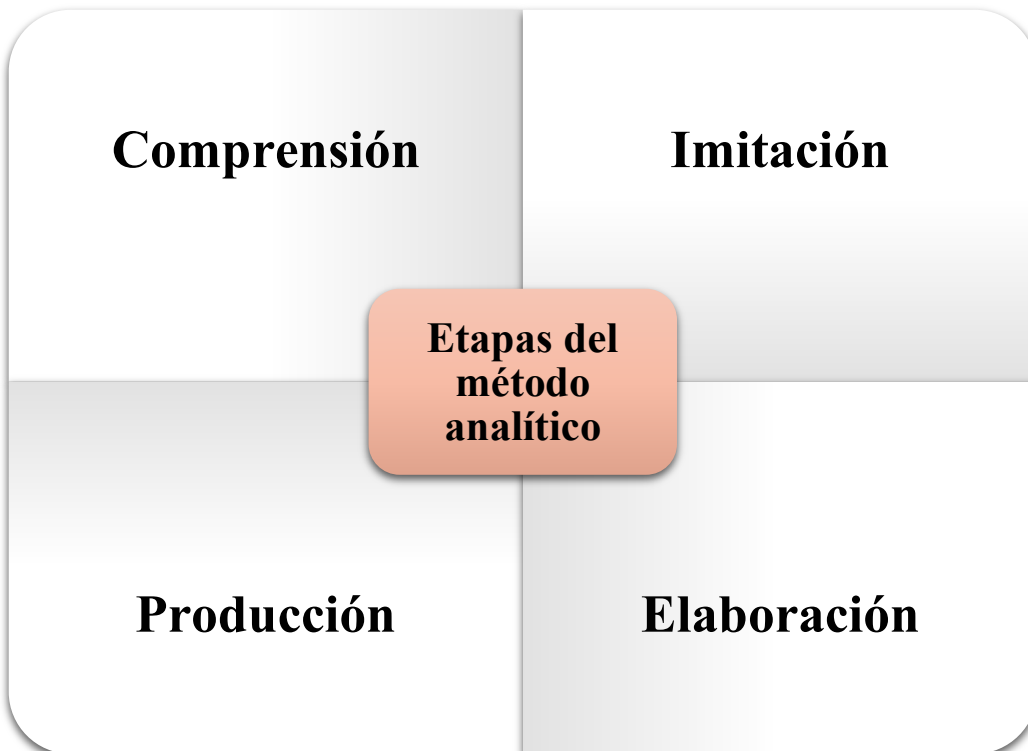 Comprensión
Imitación
Etapas del
método
analítico
Producción
Elaboración